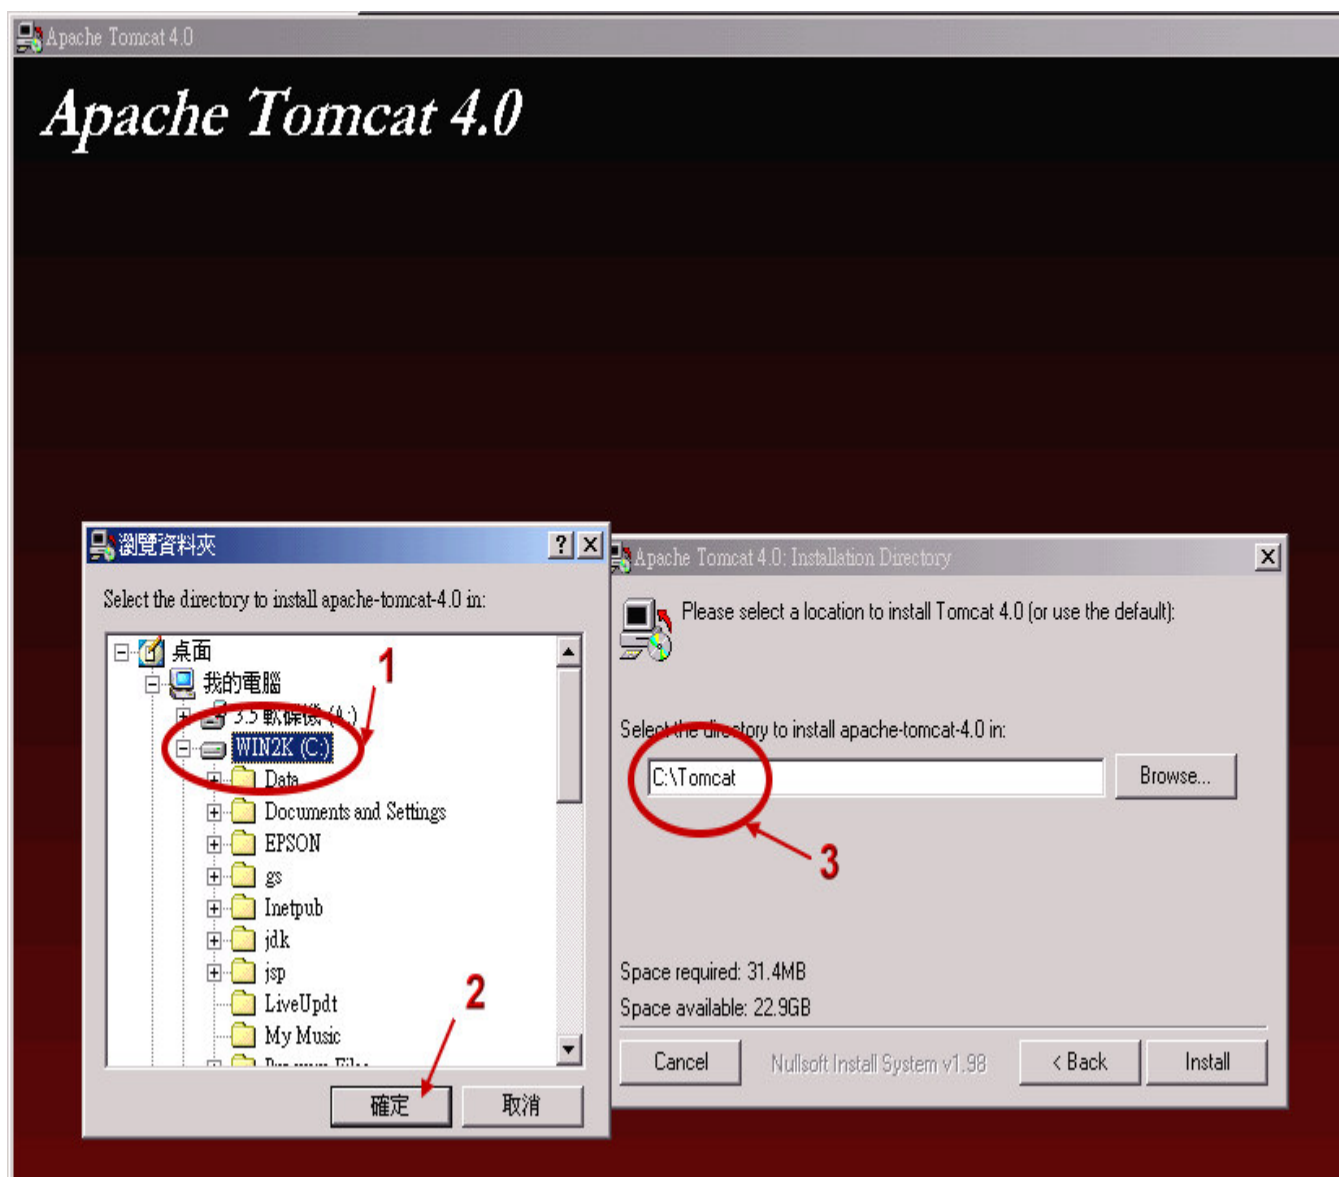 Apache Tomcat 4.0
Apache Tomcat 4.0
瀏覽資料夾
Select the directory to install apache-tomcat-4.0 in:
桌面
我的電腦
3.5 軟碟機 (A:)
WIN2K (C:)
Data
Documents and Settings
EPSON
gs
Inetpub
jdk
jsp
LiveUpdt
My Music
確定
取消
1
2
Apache Tomcat 4.0: Installation Directory
Please select a location to install Tomcat 4.0 (or use the default):
Select the directory to install apache-tomcat-4.0 in:
C:\Tomcat
Browse...
3
Space required: 31.4MB
Space available: 22.9GB
Cancel
Nullsoft Install System v1.98
< Back
Install